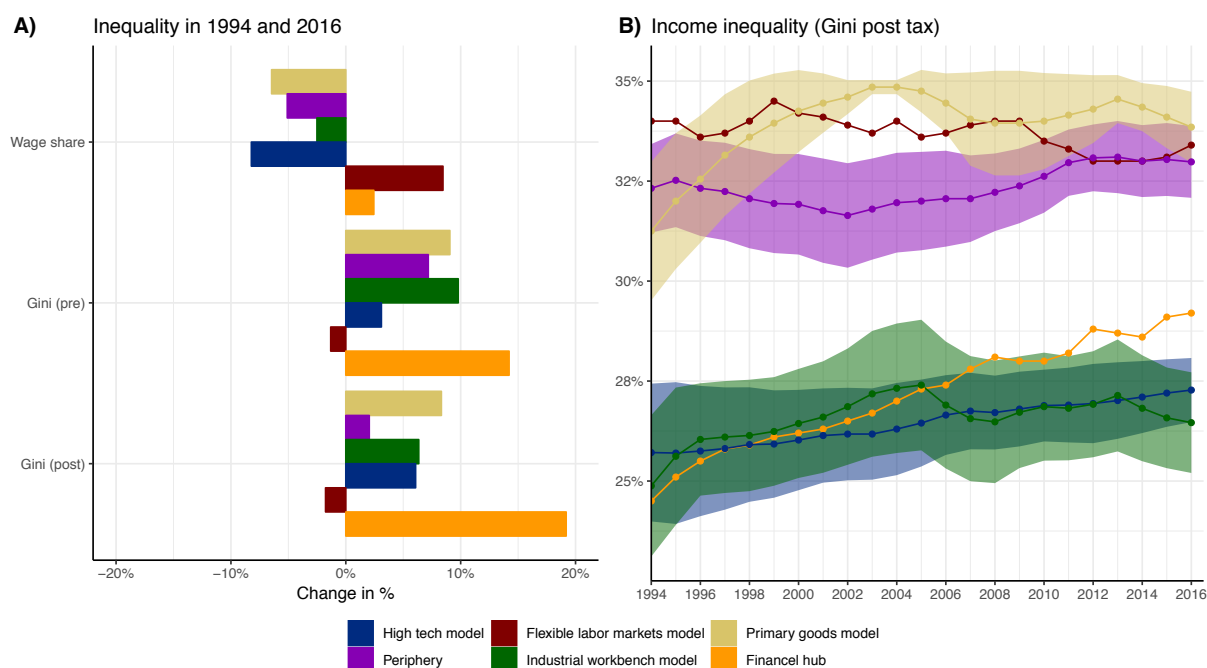 A) Inequality in 1994 and 2016
Wage share
Gini (pre)
Gini (post)
−20% −10% 0% 10% 20%
Change in %
B) Income inequality (Gini post tax)
35%
32%
30%
28%
25%
1994 1996 1998 2000 2002 2004 2006 2008 2010 2012 2014 2016
High tech model Flexible labor markets model Primary goods model
Periphery Industrial workbench model Financel hub